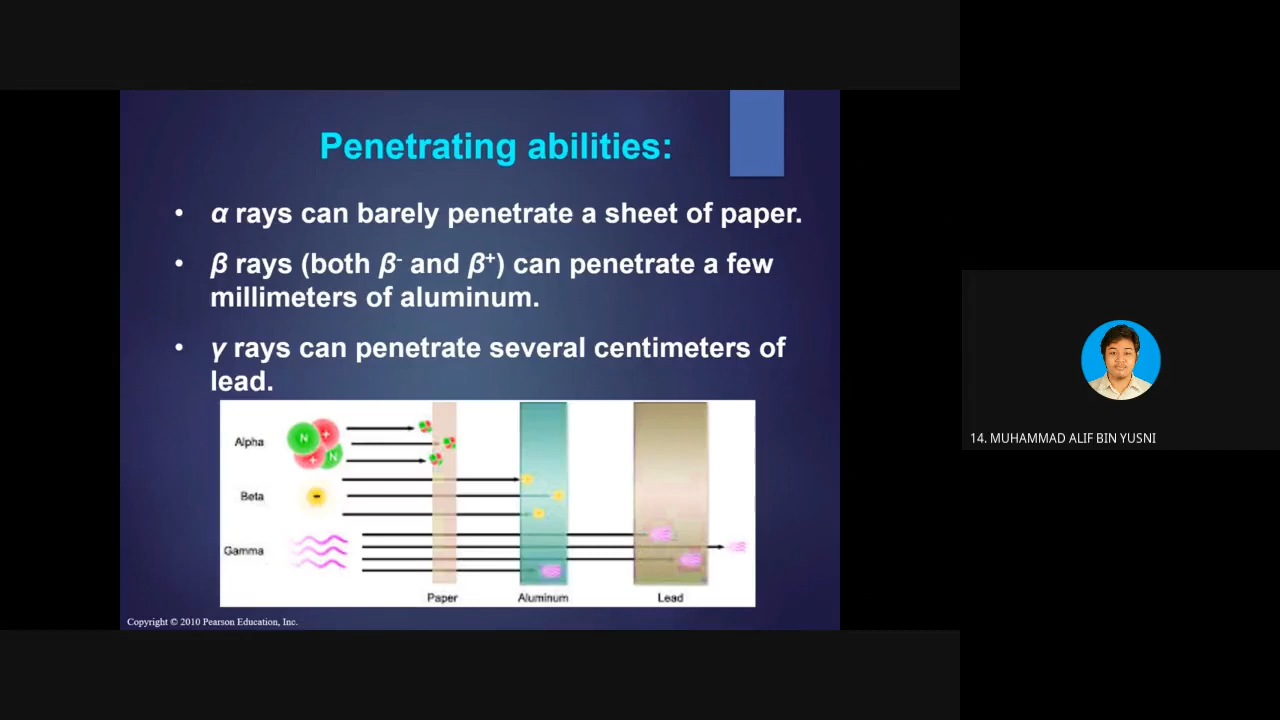 Penetrating abilities:
• α rays can barely penetrate a sheet of paper.
• β rays (both β⁻ and β⁺) can penetrate a few
millimeters of aluminum.
• γ rays can penetrate several centimeters of
lead.
Alpha
N
+
+
N
Beta
-
Gamma
Paper
Aluminum
Lead
Copyright © 2010 Pearson Education, Inc.
14. MUHAMMAD ALIF BIN YUSNI